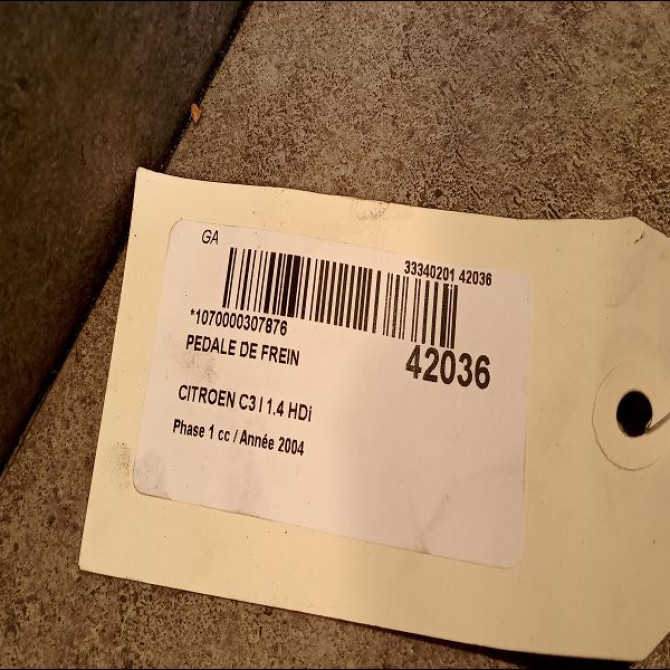 GA
33340201 42036
*1070000307876
PEDALE DE FREIN
42036
CITROEN C3 I 1.4 HDi
Phase 1 cc / Année 2004